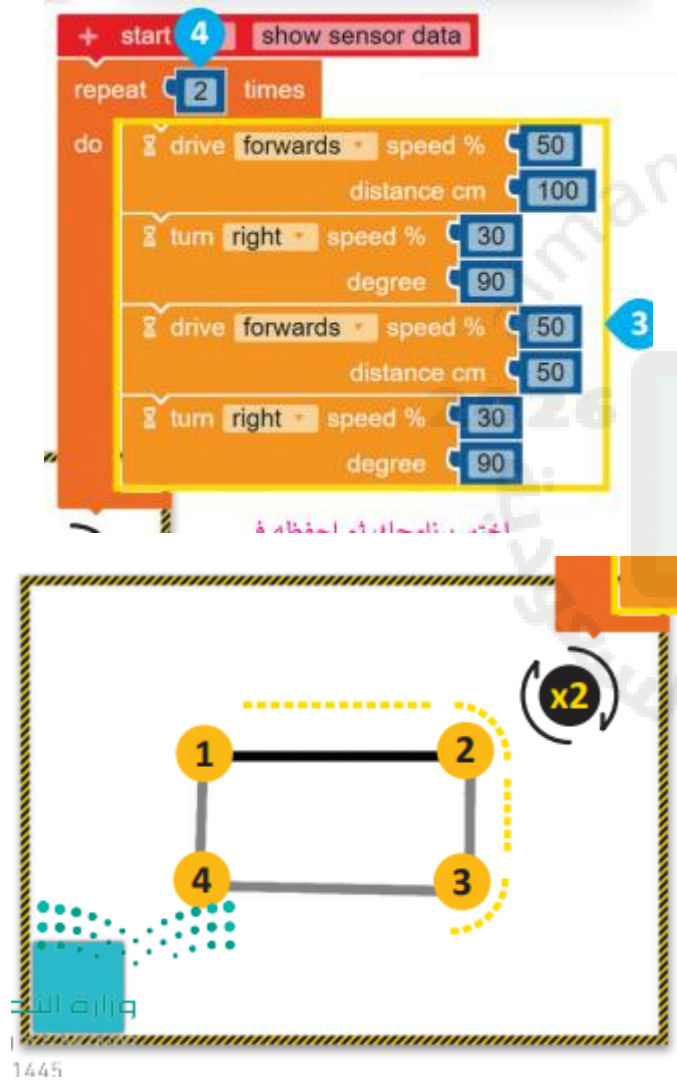 + start 4 show sensor data
repeat 2 times
do
drive forwards speed % 50
distance cm 100
turn right speed % 30
degree 90
drive forwards speed % 50
3
distance cm 50
turn right speed % 30
degree 90
x2
1 2
4 3
وزارة
1445